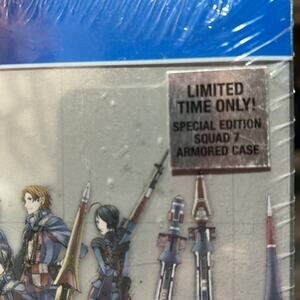 LIMITED
TIME ONLY!
SPECIAL EDITION
SQUAD 7
ARMORED CASE